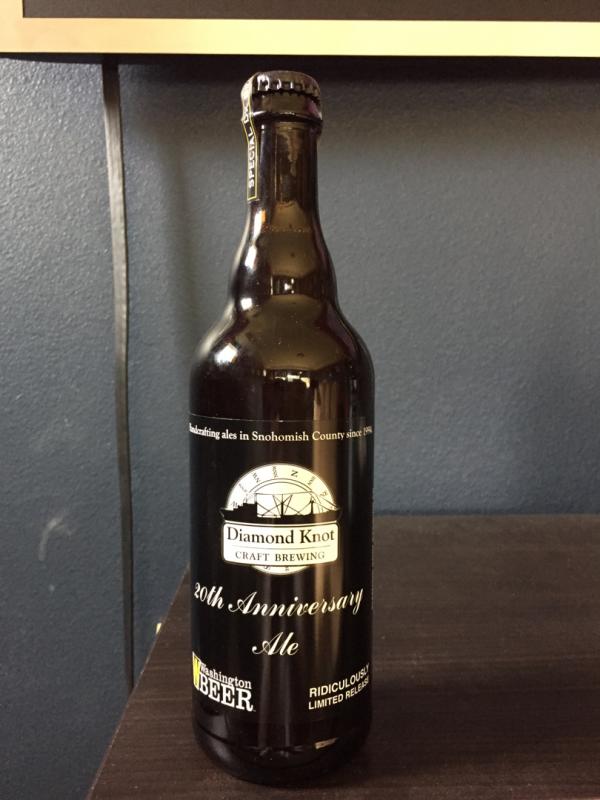 SPECIAL
Handcrafting ales in Snohomish County since 1994
N
Diamond Knot
CRAFT BREWING
S
20th Anniversary
Ale
Washington
BEER
RIDICULOUSLY
LIMITED RELEASE